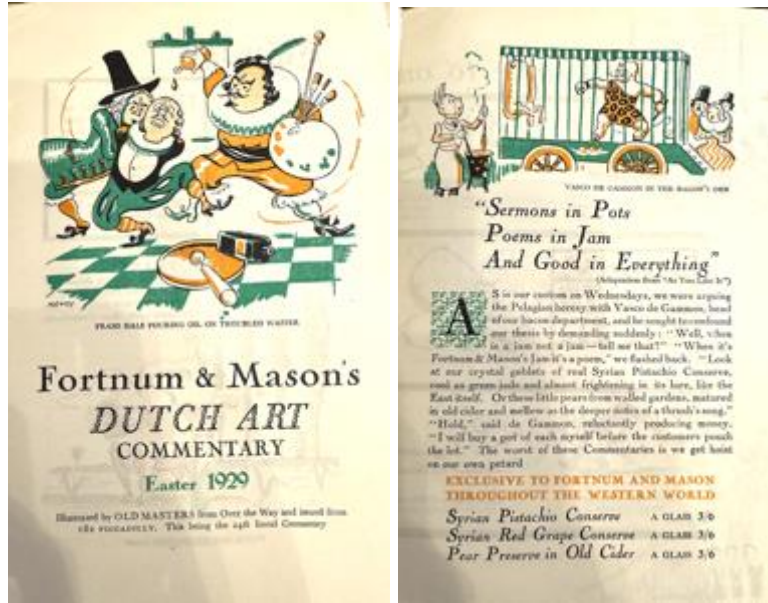 FRANS HALS POURING OIL ON TROUBLED WATERS
Fortnum & Mason's
DUTCH ART
COMMENTARY
Easter 1929
Illustrated by OLD MASTERS from Over the Way and issued from
182 PICCADILLY. This being the 24th literal Commentary
VASCO DE GAMMON IN THE BACON'S DEN
"Sermons in Pots
Poems in Jam
And Good in Everything"
(Adaptation from "As You Like It")
AS is our custom on Wednesdays, we were arguing
the Pelagian heresy with Vasco de Gammon, head
of our bacon department, and he sought to confound
our thesis by demanding suddenly: "Well, when
is a jam not a jam—tell me that?" "When it's
Fortnum & Mason's Jam it's a poem," we flashed back. "Look
at our crystal goblets of real Syrian Pistachio Conserve,
cool as green jade and almost frightening in its lure, like the
East itself. Or these little pears from walled gardens, matured
in old cider and mellow as the deeper notes of a thrush's song."
"Hold," said de Gammon, reluctantly producing money.
"I will buy a pot of each myself before the customers pouch
the lot." The worst of these Commentaries is we get hoist
on our own petard
EXCLUSIVE TO FORTNUM AND MASON
THROUGHOUT THE WESTERN WORLD
Syrian Pistachio Conserve A GLASS 3/6
Syrian Red Grape Conserve A GLASS 3/6
Pear Preserve in Old Cider A GLASS 3/6